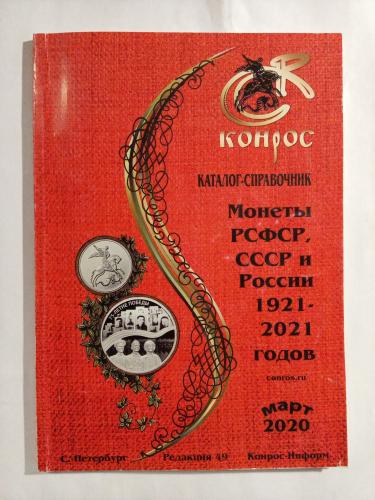 CR
КОНРОС
КАТАЛОГ-СПРАВОЧНИК
Монеты
РСФСР,
СССР и
России
1921-
2021
годов
conros.ru
март
2020
С.-Петербург Редакция 49 Конрос-Информ